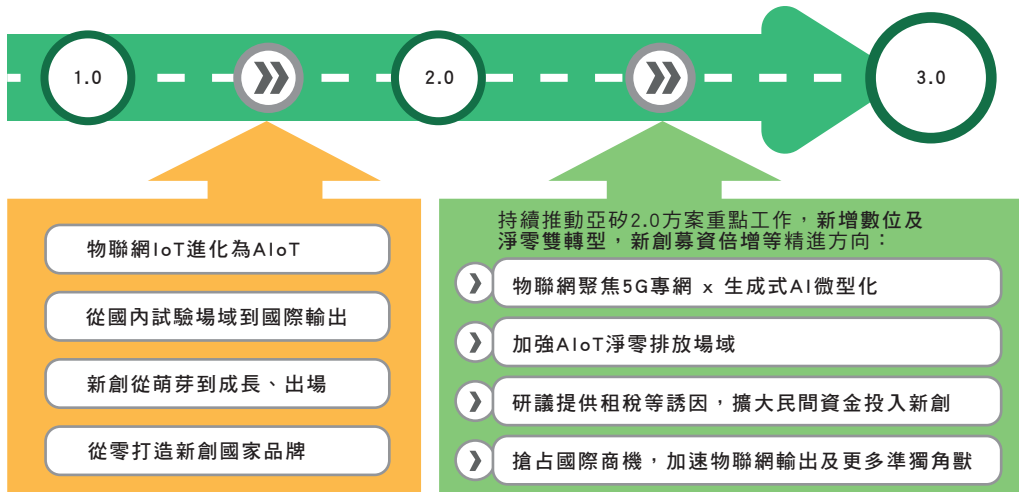 1.0
2.0
3.0
物聯網IoT進化為AIoT
從國內試驗場域到國際輸出
新創從萌芽到成長、出場
從零打造新創國家品牌
持續推動亞矽2.0方案重點工作，新增數位及
淨零雙轉型，新創募資倍增等精進方向：
物聯網聚焦5G專網 x 生成式AI微型化
加強AIoT淨零排放場域
研議提供租稅等誘因，擴大民間資金投入新創
搶占國際商機，加速物聯網輸出及更多準獨角獸